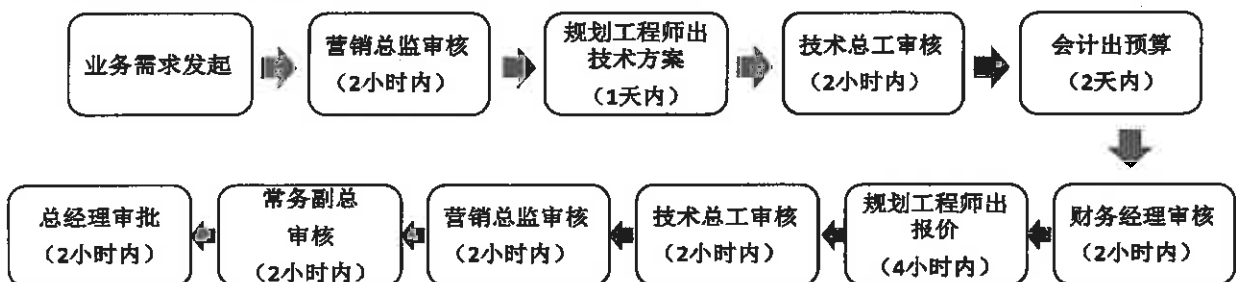 业务需求发起
营销总监审核
（2小时内）
规划工程师出
技术方案
（1天内）
技术总工审核
（2小时内）
会计出预算
（2天内）
财务经理审核
（2小时内）
规划工程师出
报价
（4小时内）
技术总工审核
（2小时内）
营销总监审核
（2小时内）
常务副总
审核
（2小时内）
总经理审批
（2小时内）